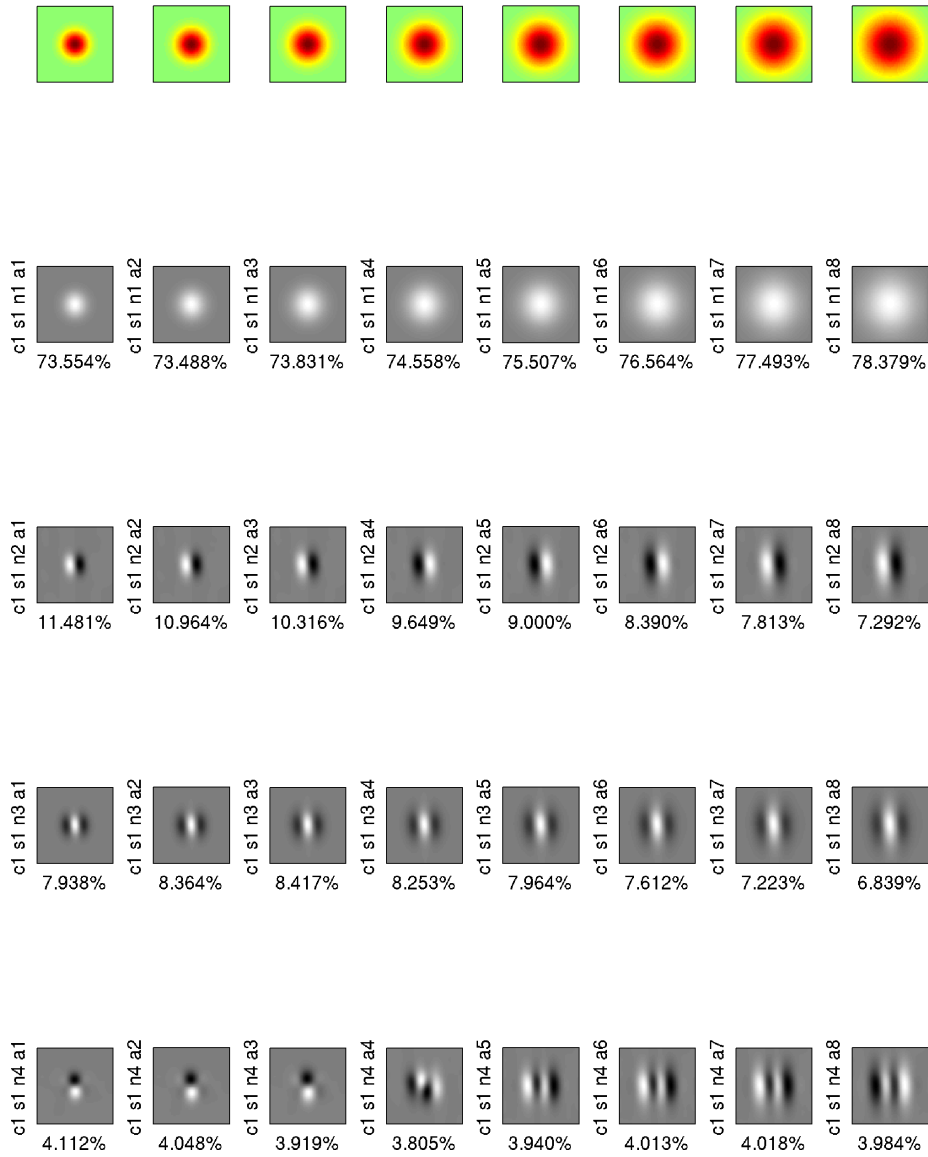 c1 s1 n1 a1
c1 s1 n1 a2
c1 s1 n1 a3
c1 s1 n1 a4
c1 s1 n1 a5
c1 s1 n1 a6
c1 s1 n1 a7
c1 s1 n1 a8
73.554% 73.488% 73.831% 74.558% 75.507% 76.564% 77.493% 78.379%
c1 s1 n2 a1
c1 s1 n2 a2
c1 s1 n2 a3
c1 s1 n2 a4
c1 s1 n2 a5
c1 s1 n2 a6
c1 s1 n2 a7
c1 s1 n2 a8
11.481% 10.964% 10.316% 9.649% 9.000% 8.390% 7.813% 7.292%
c1 s1 n3 a1
c1 s1 n3 a2
c1 s1 n3 a3
c1 s1 n3 a4
c1 s1 n3 a5
c1 s1 n3 a6
c1 s1 n3 a7
c1 s1 n3 a8
7.938% 8.364% 8.417% 8.253% 7.964% 7.612% 7.223% 6.839%
c1 s1 n4 a1
c1 s1 n4 a2
c1 s1 n4 a3
c1 s1 n4 a4
c1 s1 n4 a5
c1 s1 n4 a6
c1 s1 n4 a7
c1 s1 n4 a8
4.112% 4.048% 3.919% 3.805% 3.940% 4.013% 4.018% 3.984%